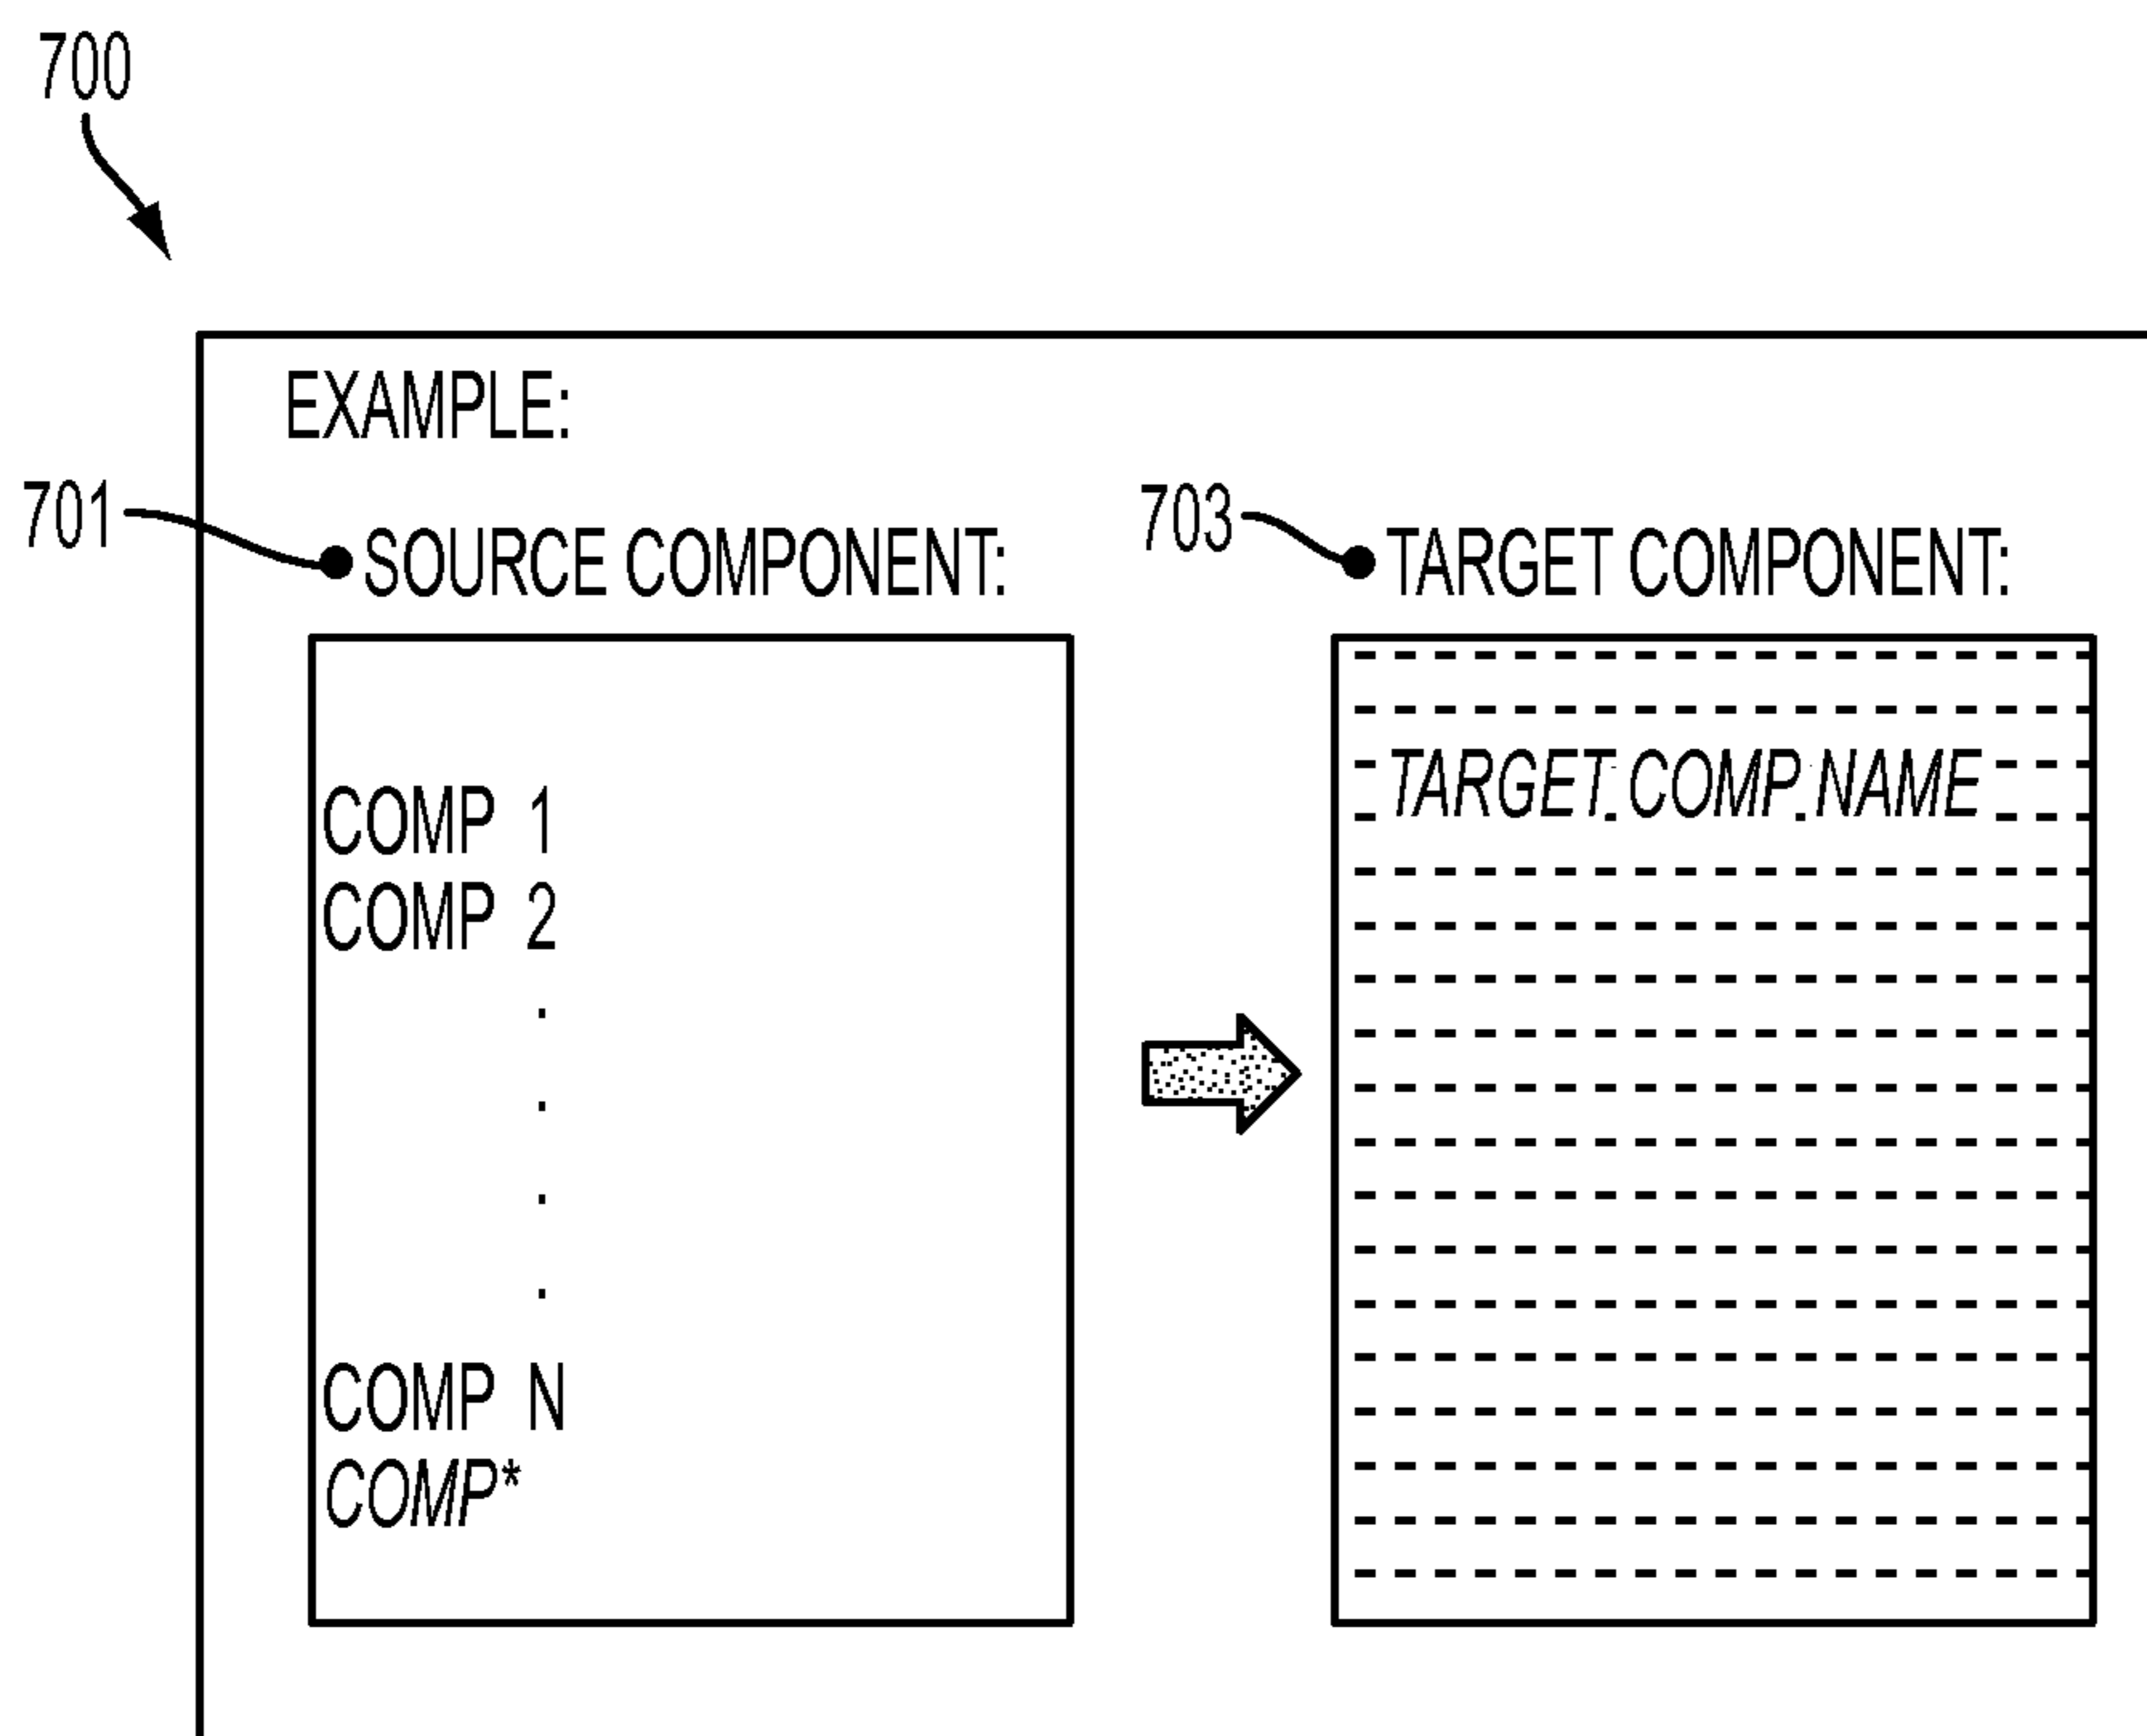 700
EXAMPLE:
701
SOURCE COMPONENT:
703
TARGET COMPONENT:
COMP 1
COMP 2
.
.
.
.
COMP N
COMP*
TARGET.COMP.NAME